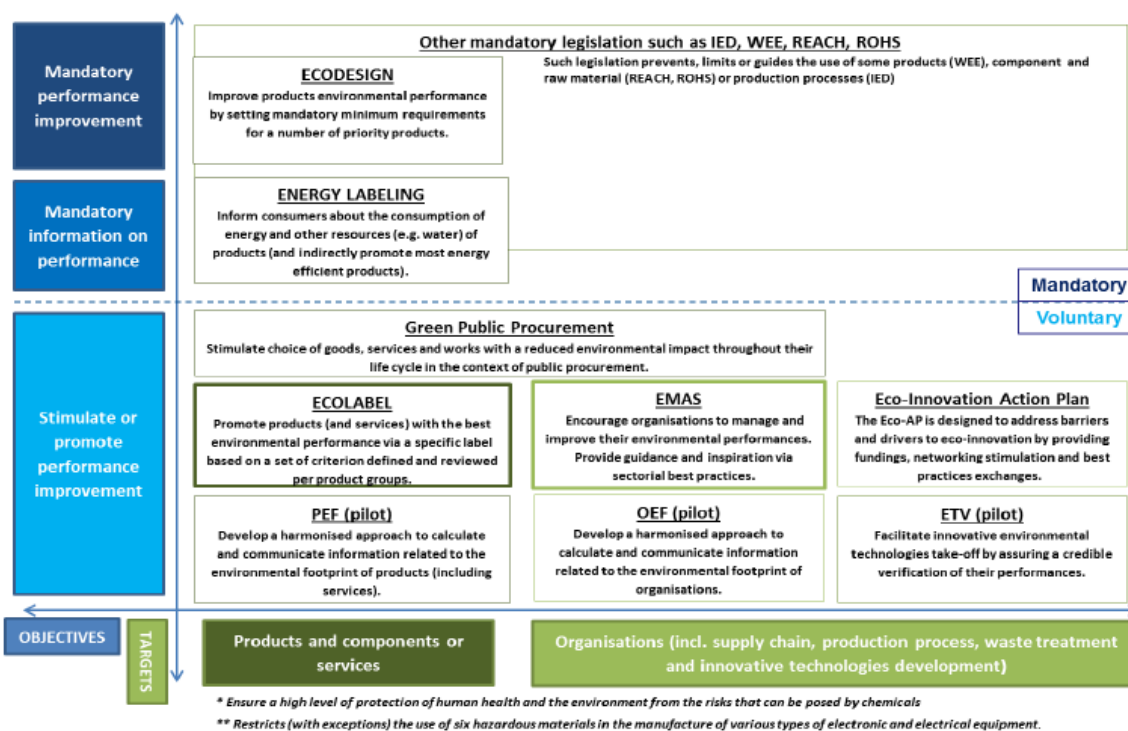 Mandatory
performance
improvement
Other mandatory legislation such as IED, WEE, REACH, ROHS
Such legislation prevents, limits or guides the use of some products (WEE), component and
raw material (REACH, ROHS) or production processes (IED)
ECODESIGN
Improve products environmental performance
by setting mandatory minimum requirements
for a number of priority products.
Mandatory
information on
performance
ENERGY LABELING
Inform consumers about the consumption of
energy and other resources (e.g. water) of
products (and indirectly promote most energy
efficient products).
Mandatory
Voluntary
Stimulate or
promote
performance
improvement
Green Public Procurement
Stimulate choice of goods, services and works with a reduced environmental impact throughout their
life cycle in the context of public procurement.
ECOLABEL
Promote products (and services) with the best
environmental performance via a specific label
based on a set of criterion defined and reviewed
per product groups.
EMAS
Encourage organisations to manage and
improve their environmental performances.
Provide guidance and inspiration via
sectorial best practices.
Eco-Innovation Action Plan
The Eco-AP is designed to address barriers
and drivers to eco-innovation by providing
fundings, networking stimulation and best
practices exchanges.
PEF (pilot)
Develop a harmonised approach to calculate
and communicate information related to the
environmental footprint of products (including
services).
OEF (pilot)
Develop a harmonised approach to
calculate and communicate information
related to the environmental footprint of
organisations.
ETV (pilot)
Facilitate innovative environmental
technologies take-off by assuring a credible
verification of their performances.
OBJECTIVES
TARGETS
Products and components or
services
Organisations (incl. supply chain, production process, waste treatment
and innovative technologies development)
* Ensure a high level of protection of human health and the environment from the risks that can be posed by chemicals
** Restricts (with exceptions) the use of six hazardous materials in the manufacture of various types of electronic and electrical equipment.